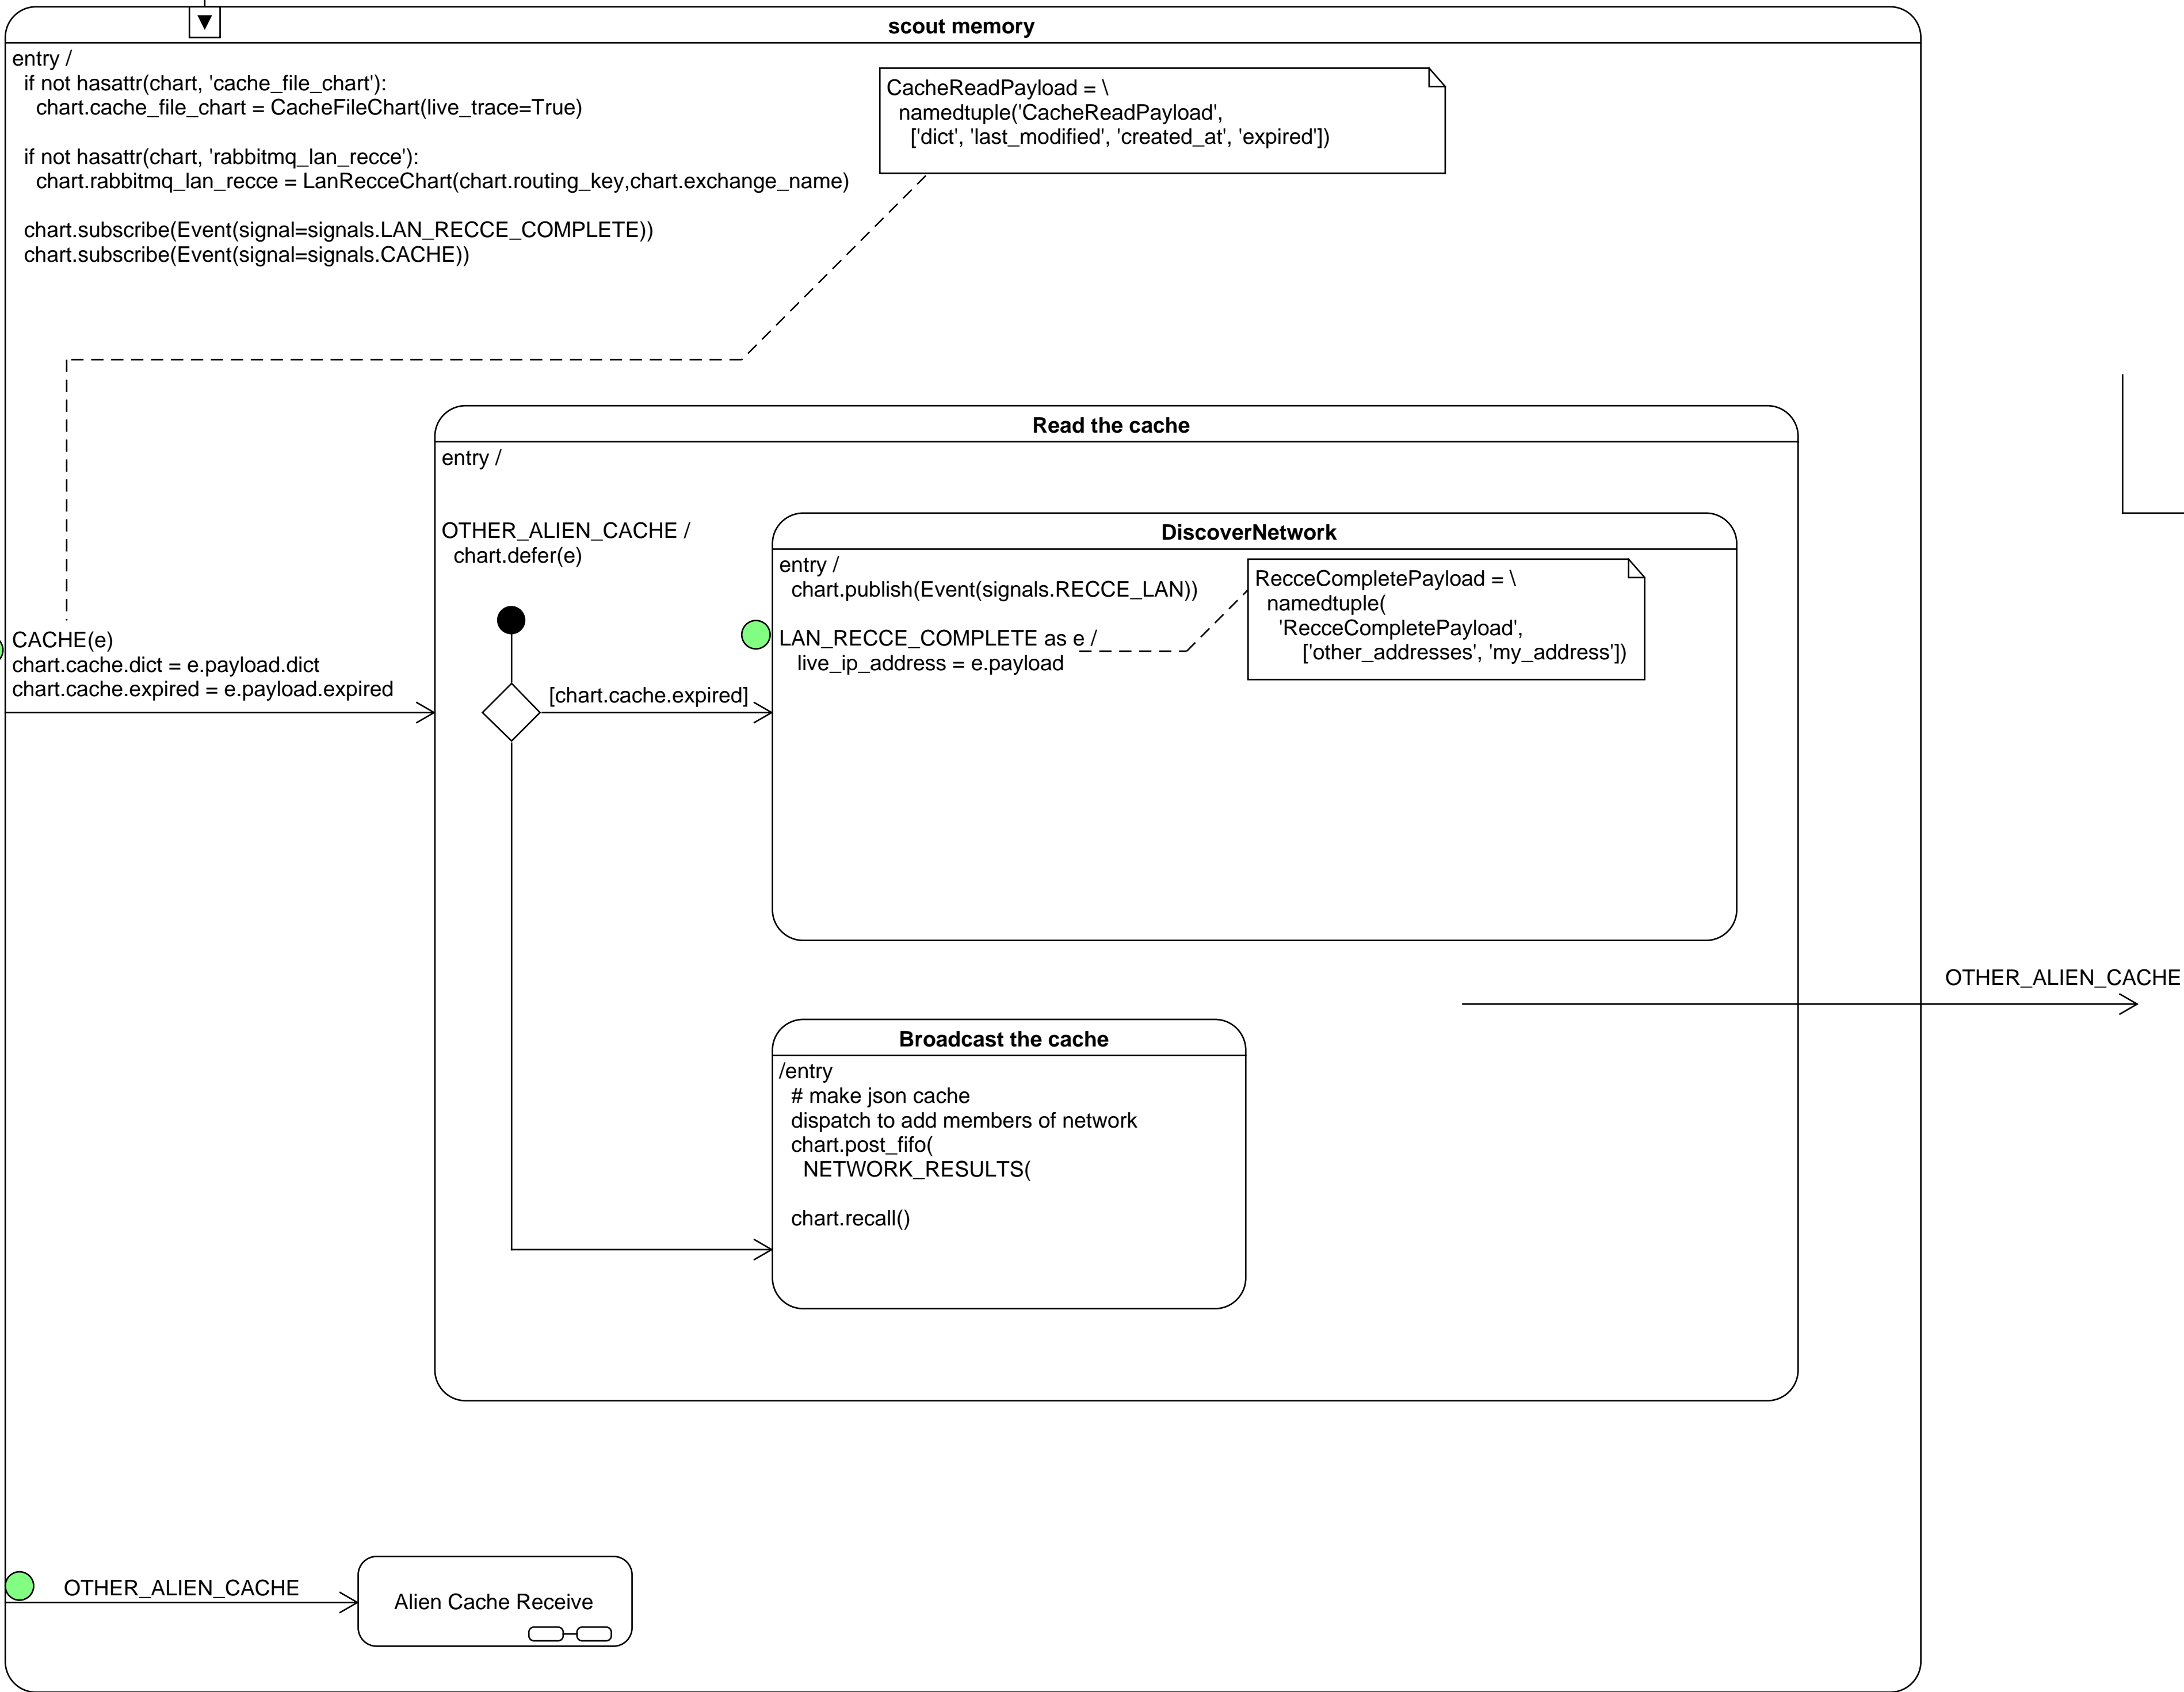 scout memory
entry /
if not hasattr(chart, 'cache_file_chart'):
chart.cache_file_chart = CacheFileChart(live_trace=True)
if not hasattr(chart, 'rabbitmq_lan_recce'):
chart.rabbitmq_lan_recce = LanRecceChart(chart.routing_key,chart.exchange_name)
chart.subscribe(Event(signal=signals.LAN_RECCE_COMPLETE))
chart.subscribe(Event(signal=signals.CACHE))
CacheReadPayload = \
namedtuple('CacheReadPayload',
['dict', 'last_modified', 'created_at', 'expired'])
CACHE(e)
chart.cache.dict = e.payload.dict
chart.cache.expired = e.payload.expired
Read the cache
entry /
OTHER_ALIEN_CACHE /
chart.defer(e)
[chart.cache.expired]
DiscoverNetwork
entry /
chart.publish(Event(signals.RECCE_LAN))
LAN_RECCE_COMPLETE as e /
live_ip_address = e.payload
RecceCompletePayload = \
namedtuple(
'RecceCompletePayload',
['other_addresses', 'my_address'])
OTHER_ALIEN_CACHE
Broadcast the cache
/entry
# make json cache
dispatch to add members of network
chart.post_fifo(
NETWORK_RESULTS(
chart.recall()
OTHER_ALIEN_CACHE
Alien Cache Receive